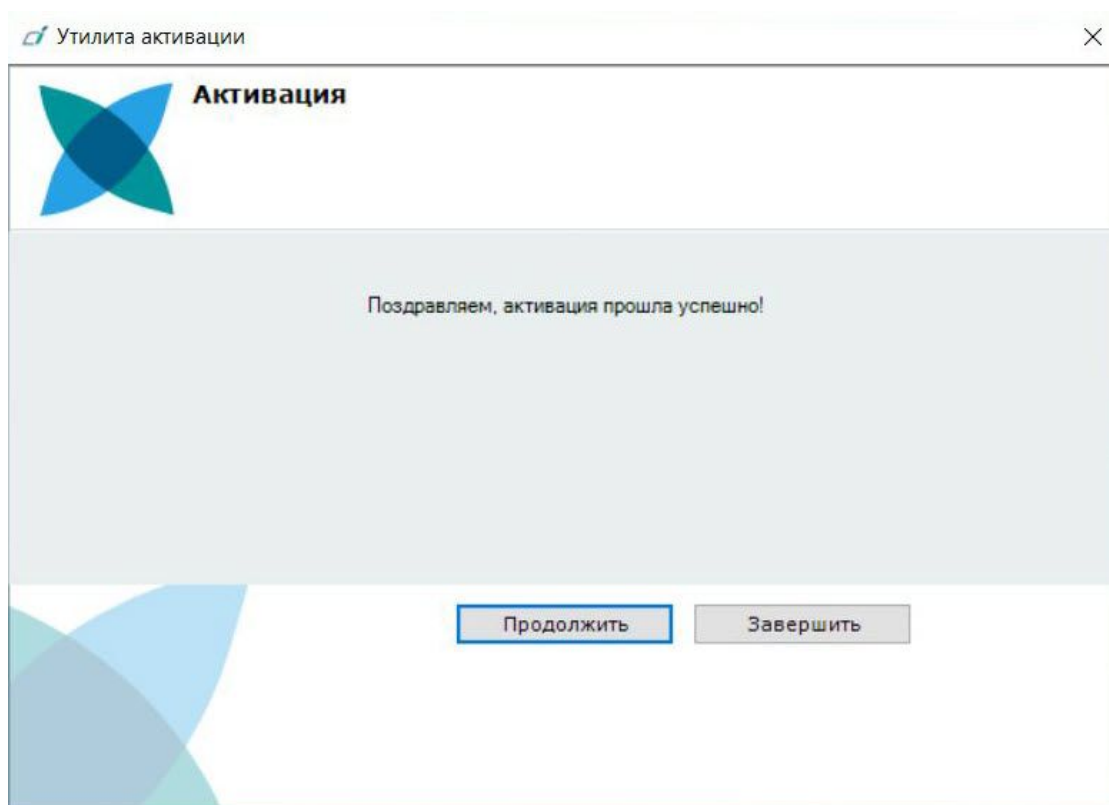 Утилита активации
Активация
Поздравляем, активация прошла успешно!
Продолжить
Завершить